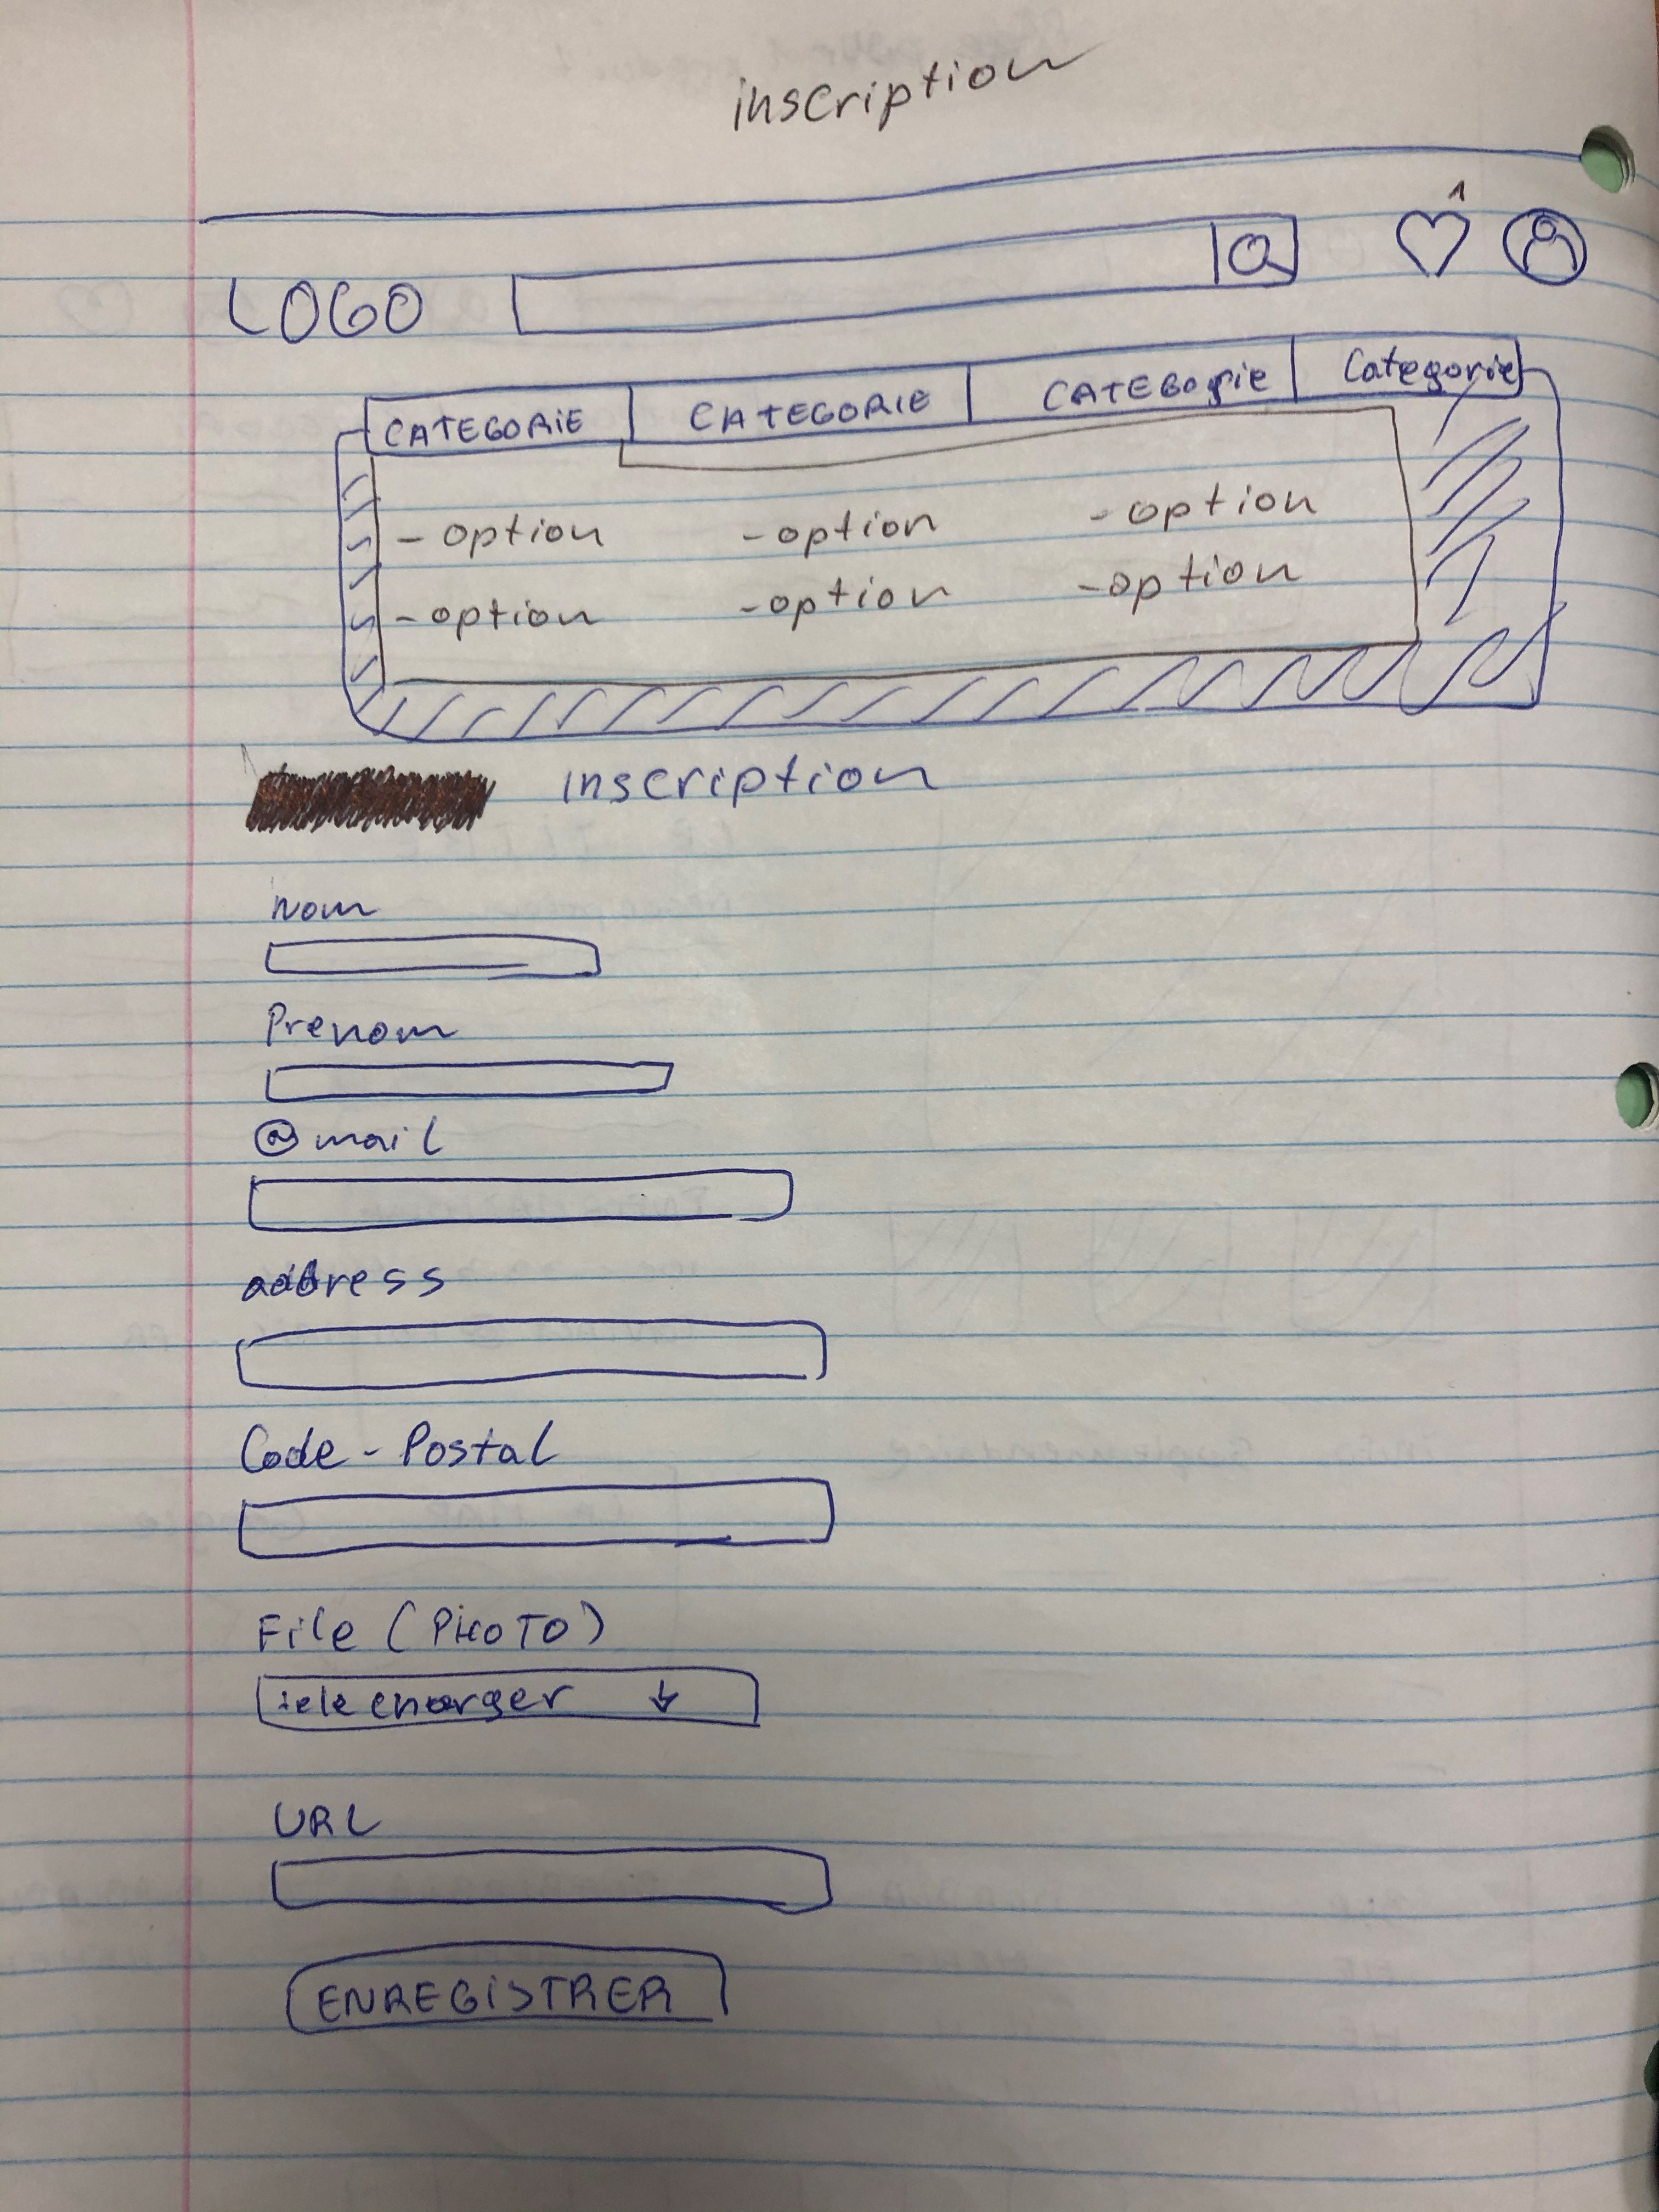 inscription
1
LOGO
CATEGORIE CATEGORIE CATEGOrie Categorie
- option - option - option
- option - option - option
inscription
Nom
Prenom
@mail
address
Code - Postal
File (PHOTO)
telecharger ↓
URL
ENREGISTRER